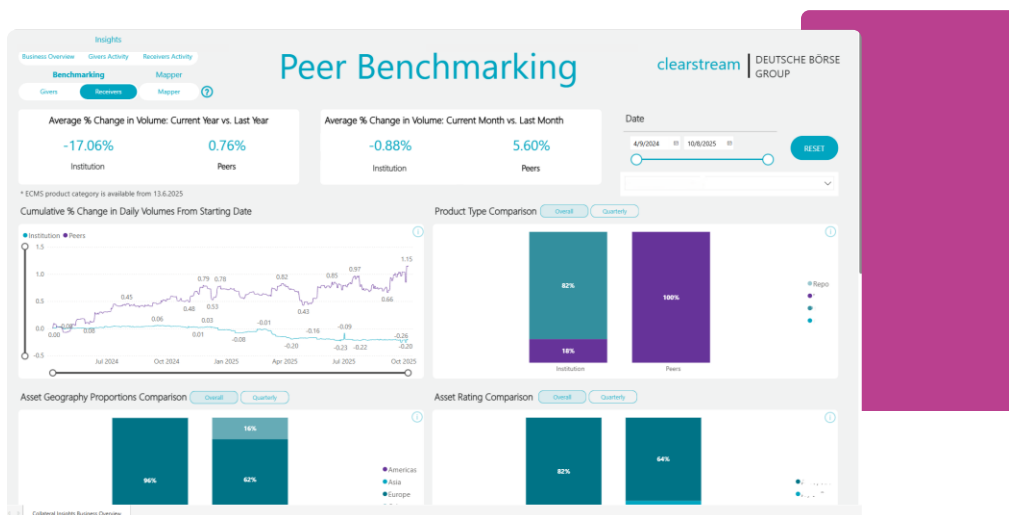 Insights
Business Overview Givers Activity Receivers Activity
Benchmarking Mapper
Givers Receivers Mapper ?
Peer Benchmarking
clearstream DEUTSCHE BÖRSE
GROUP
Average % Change in Volume: Current Year vs. Last Year
-17.06% 0.76%
Institution Peers
Average % Change in Volume: Current Month vs. Last Month
-0.88% 5.60%
Institution Peers
Date
4/9/2024 10/8/2025
RESET
* ECMS product category is available from 13.6.2025
Cumulative % Change in Daily Volumes From Starting Date
Institution Peers
1.5
1.0
0.5
0.0
-0.5
0.00 0.08 0.45 0.06 0.48 0.79 0.53 0.78 0.03 0.01 -0.08 -0.01 0.82 -0.20 0.43 -0.16 0.85 -0.23 -0.09 0.97 -0.22 0.66 1.15 -0.26 -0.20
Jul 2024 Oct 2024 Jan 2025 Apr 2025 Jul 2025 Oct 2025
Product Type Comparison Overall Quarterly
82%
18%
100%
Institution Peers
Repo
Asset Geography Proportions Comparison Overall Quarterly
96%
16%
62%
Americas
Asia
Europe
Asset Rating Comparison Overall Quarterly
82%
64%
Collateral Insights Business Overview